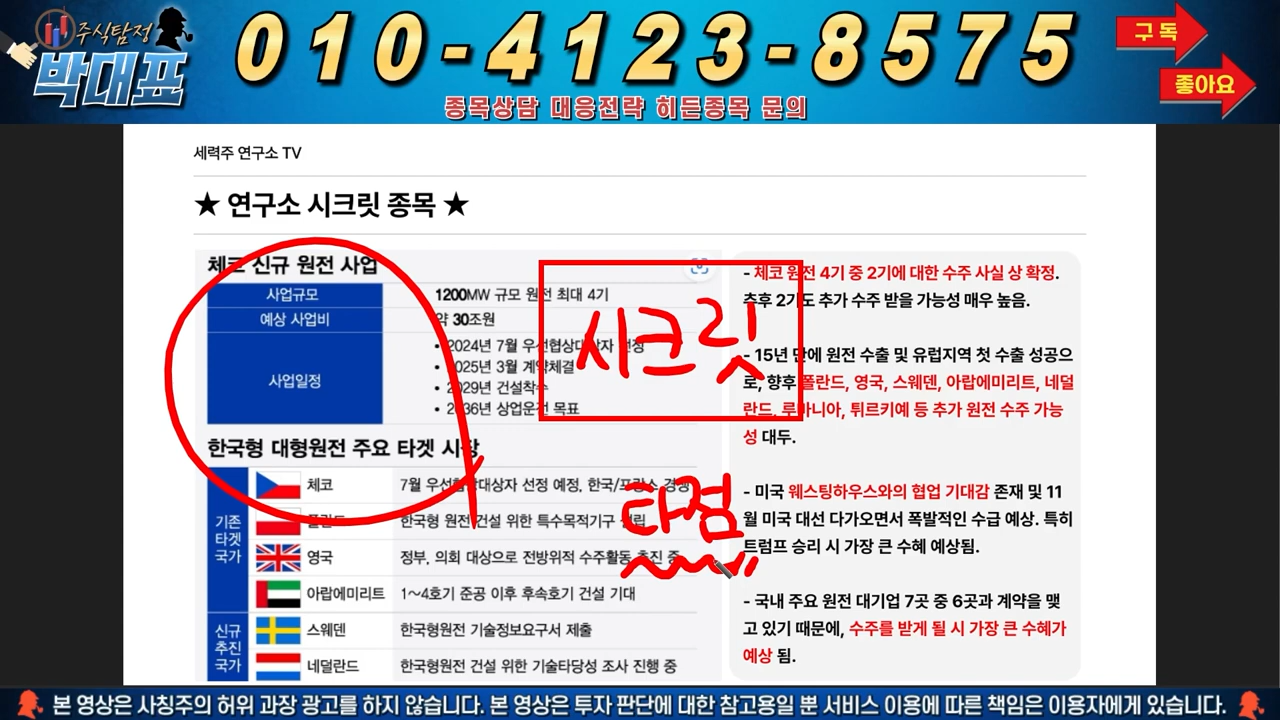 주식탐정
박대표
010-4123-8575
종목상담 대응전략 히든종목 문의
구독
좋아요
세력주 연구소 TV
★ 연구소 시크릿 종목 ★
체코 신규 원전 사업
사업규모
1200MW 규모 원전 최대 4기
예상 사업비
약 30조원
사업일정
• 2024년 7월 우선협상대상자 선정
• 2025년 3월 계약체결
• 2029년 건설착수
• 2036년 상업운전 목표
한국형 대형원전 주요 타겟 시장
기존
타겟
국가
체코
7월 우선협상대상자 선정 예정, 한국/프랑스 경쟁
폴란드
한국형 원전 건설 위한 특수목적기구 설립
영국
정부, 의회 대상으로 전방위적 수주활동 추진 중
아랍에미리트
1~4호기 준공 이후 후속호기 건설 기대
신규
추진
국가
스웨덴
한국형원전 기술정보요구서 제출
네덜란드
한국형원전 건설 위한 기술타당성 조사 진행 중
시크릿
타점
- 체코 원전 4기 중 2기에 대한 수주 사실 상 확정.
추후 2기도 추가 수주 받을 가능성 매우 높음.
- 15년 만에 원전 수출 및 유럽지역 첫 수출 성공으
로, 향후 폴란드, 영국, 스웨덴, 아랍에미리트, 네덜
란드, 루마니아, 튀르키예 등 추가 원전 수주 가능
성 대두.
- 미국 웨스팅하우스와의 협업 기대감 존재 및 11
월 미국 대선 다가오면서 폭발적인 수급 예상. 특히
트럼프 승리 시 가장 큰 수혜 예상됨.
- 국내 주요 원전 대기업 7곳 중 6곳과 계약을 맺
고 있기 때문에, 수주를 받게 될 시 가장 큰 수혜가
예상 됨.
본 영상은 사칭주의 허위 과장 광고를 하지 않습니다. 본 영상은 투자 판단에 대한 참고용일 뿐 서비스 이용에 따른 책임은 이용자에게 있습니다.